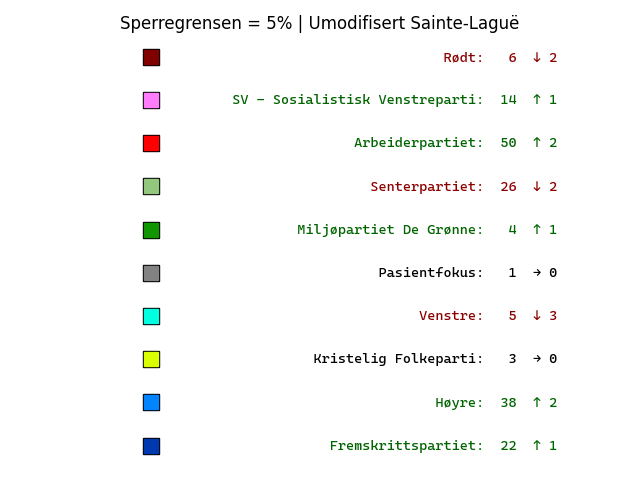 Sperregrensen = 5% | Umodifisert Sainte-Laguë
Rødt: 6 ↓ 2
SV − Sosialistisk Venstreparti: 14 ↑ 1
Arbeiderpartiet: 50 ↑ 2
Senterpartiet: 26 ↓ 2
Miljøpartiet De Grønne: 4 ↑ 1
Pasientfokus: 1 → 0
Venstre: 5 ↓ 3
Kristelig Folkeparti: 3 → 0
Høyre: 38 ↑ 2
Fremskrittspartiet: 22 ↑ 1